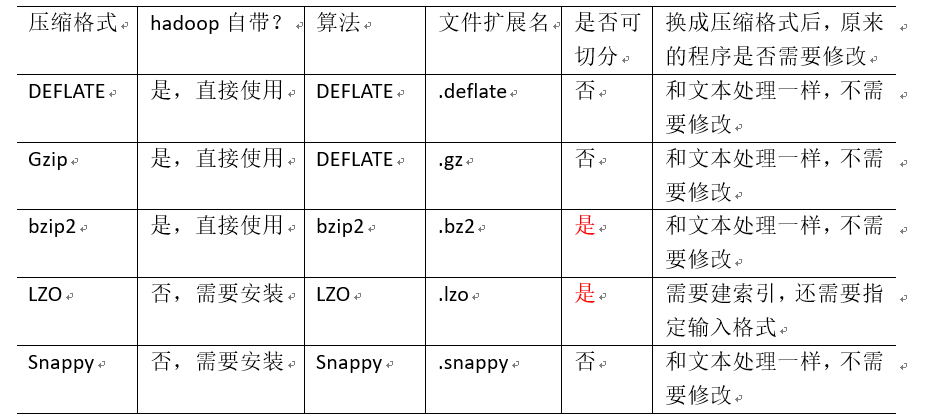 压缩格式 hadoop 自带？ 算法 文件扩展名 是否可切分 换成压缩格式后，原来的程序是否需要修改
DEFLATE 是，直接使用 DEFLATE .deflate 否 和文本处理一样，不需要修改
Gzip 是，直接使用 DEFLATE .gz 否 和文本处理一样，不需要修改
bzip2 是，直接使用 bzip2 .bz2 是 和文本处理一样，不需要修改
LZO 否，需要安装 LZO .lzo 是 需要建索引，还需要指定输入格式
Snappy 否，需要安装 Snappy .snappy 否 和文本处理一样，不需要修改